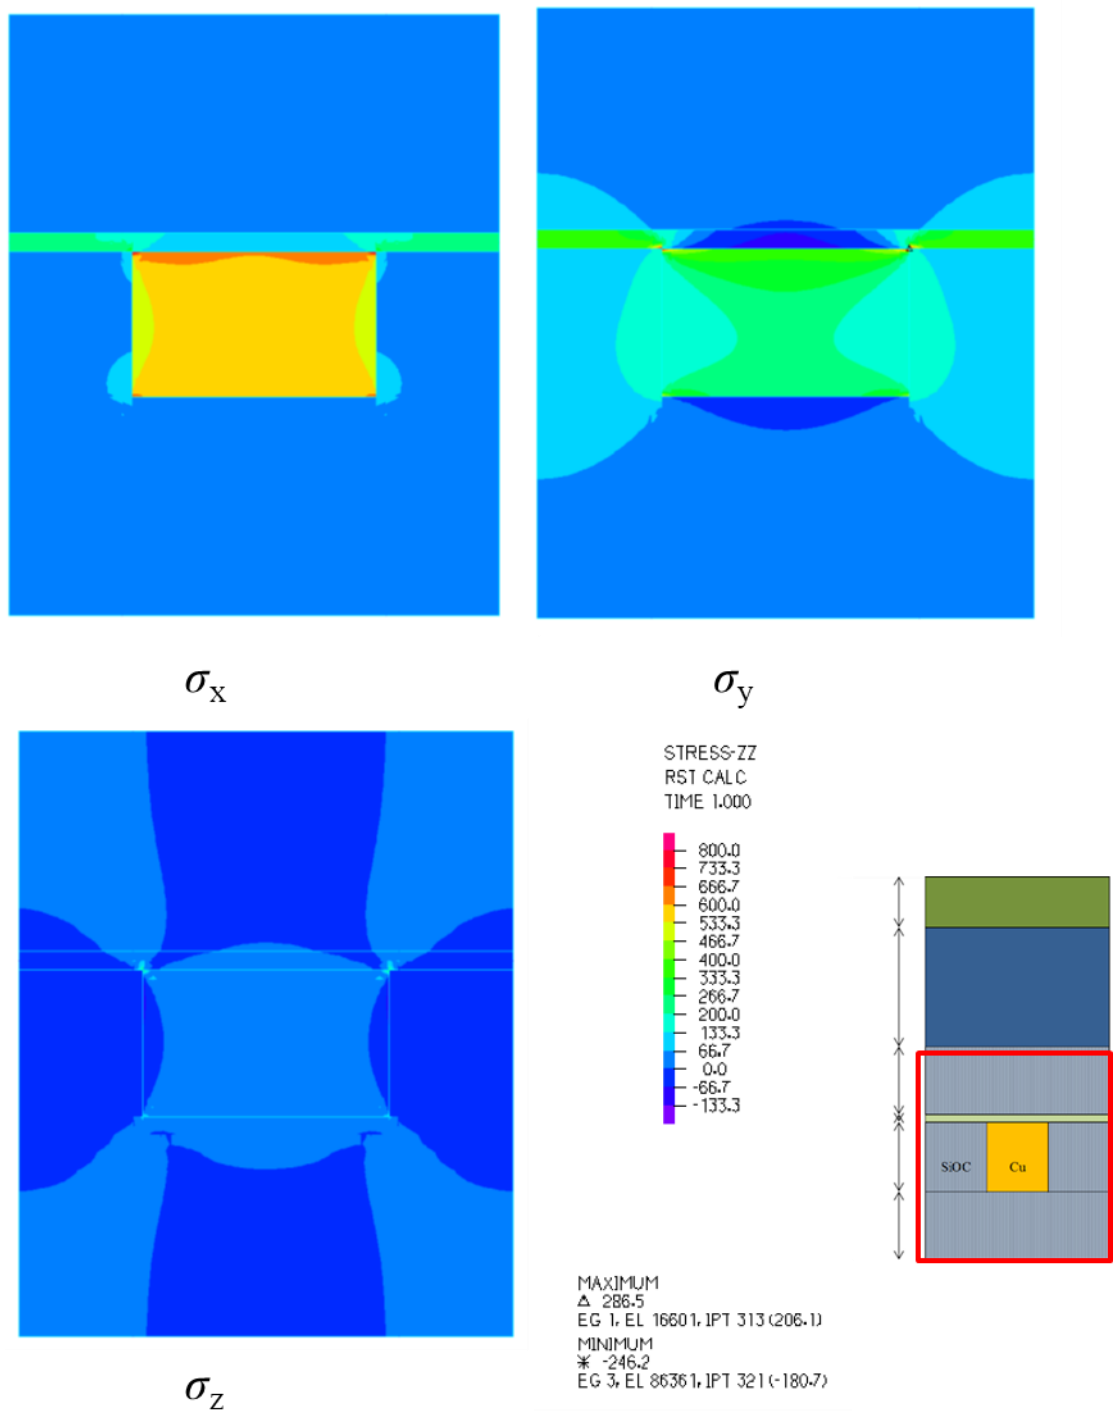 σx
σy
σz
STRESS-ZZ
RST CALC
TIME 1.000
800.0
733.3
666.7
600.0
533.3
466.7
400.0
333.3
266.7
200.0
133.3
66.7
0.0
-66.7
-133.3
SiOC
Cu
MAXIMUM
Δ 286.5
EG 1, EL 16601, IPT 313 (206.1)
MINIMUM
* -246.2
EG 3, EL 86361, IPT 321 (-180.7)